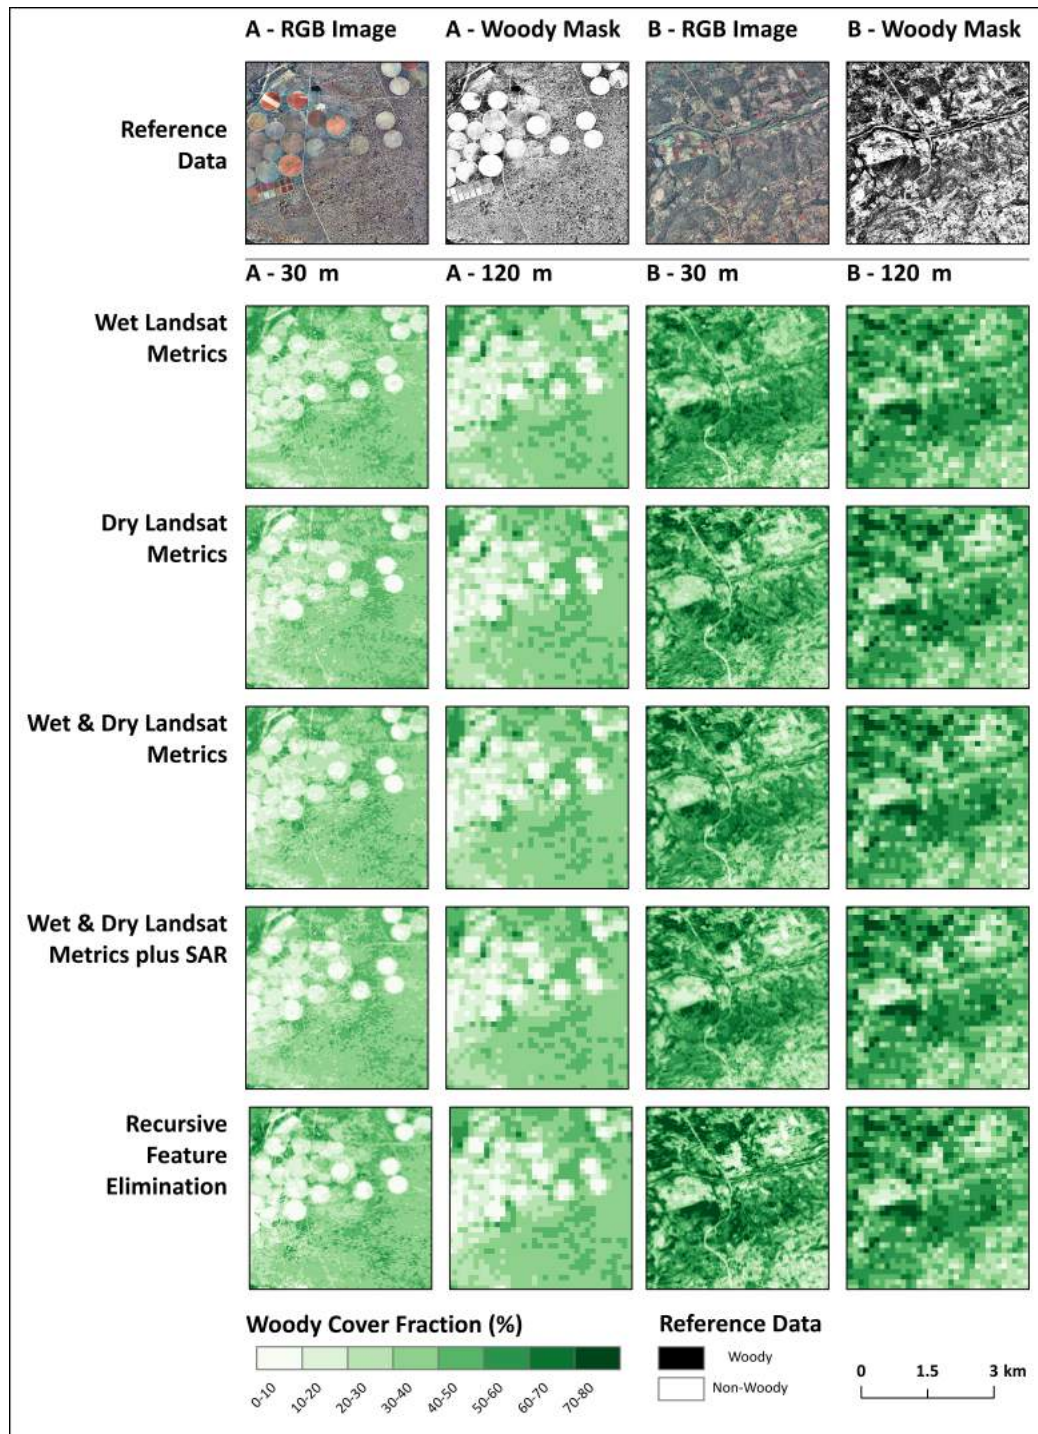 A - RGB Image A - Woody Mask B - RGB Image B - Woody Mask
Reference
Data
A - 30 m A - 120 m B - 30 m B - 120 m
Wet Landsat
Metrics
Dry Landsat
Metrics
Wet & Dry Landsat
Metrics
Wet & Dry Landsat
Metrics plus SAR
Recursive
Feature
Elimination
Woody Cover Fraction (%)
0-10 10-20 20-30 30-40 40-50 50-60 60-70 70-80
Reference Data
Woody
Non-Woody
0 1.5 3 km